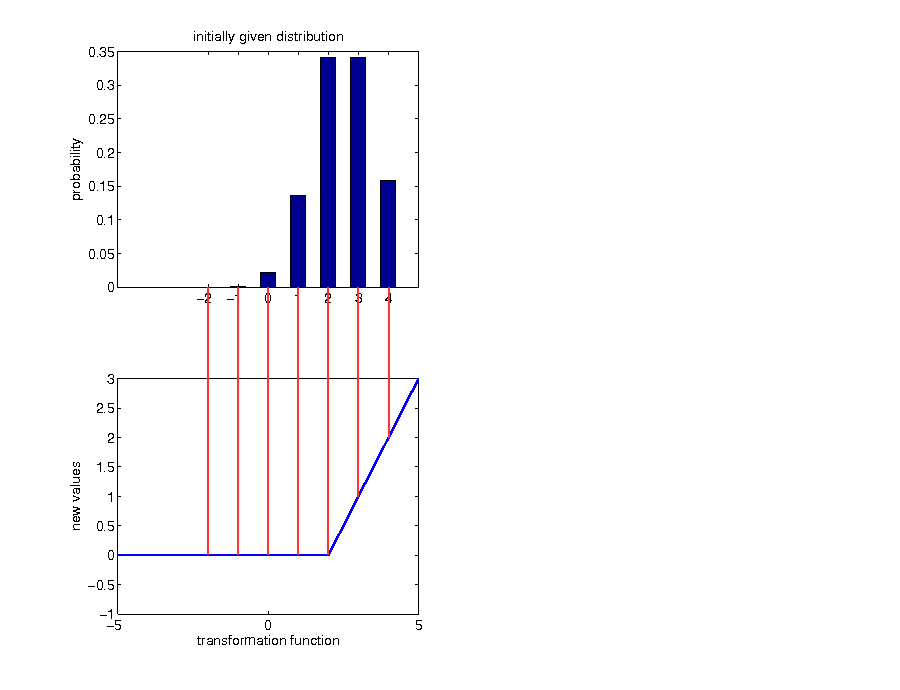 initially given distribution
0.35
0.3
0.25
0.2
0.15
0.1
0.05
0
probability
−2 −1 0 1 2 3 4
3
2.5
2
1.5
1
0.5
0
−0.5
−1
new values
−5 0 5
transformation function